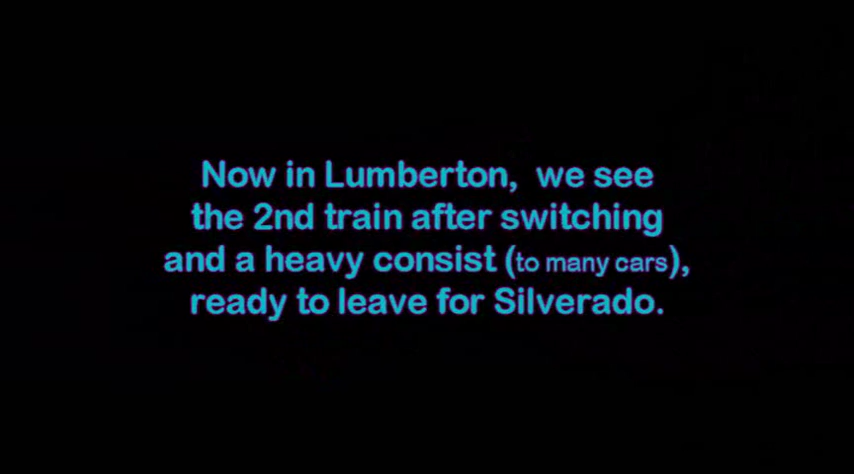 Now in Lumberton,  we see
the 2nd train after switching
and a heavy consist (to many cars),
ready to leave for Silverado.